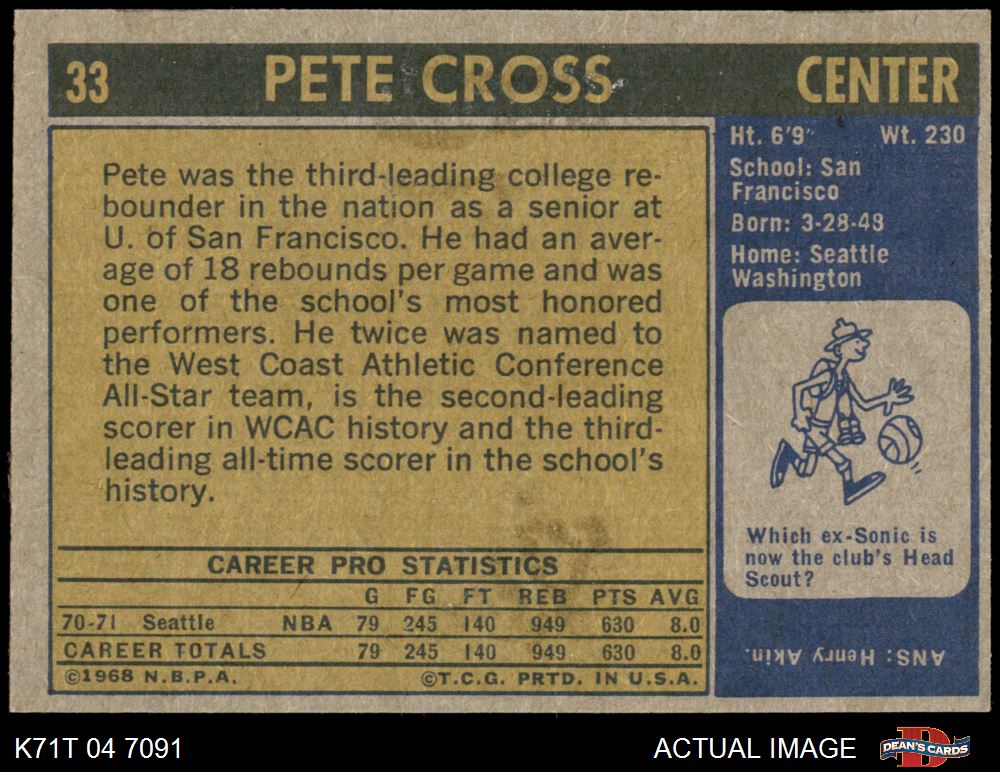 33 PETE CROSS CENTER
Pete was the third-leading college re-
bounder in the nation as a senior at
U. of San Francisco. He had an aver-
age of 18 rebounds per game and was
one of the school's most honored
performers. He twice was named to
the West Coast Athletic Conference
All-Star team, is the second-leading
scorer in WCAC history and the third-
leading all-time scorer in the school's
history.
CAREER PRO STATISTICS
G FG FT REB PTS AVG
70-71 Seattle NBA 79 245 140 949 630 8.0
CAREER TOTALS 79 245 140 949 630 8.0
©1968 N.B.P.A. ©T.C.G. PRTD. IN U.S.A.
Ht. 6'9" Wt. 230
School: San
Francisco
Born: 3-28-48
Home: Seattle
Washington
Which ex-Sonic is
now the club's Head
Scout?
ANS: Henry Akin.
K71T 04 7091 ACTUAL IMAGE DEAN'S CARDS